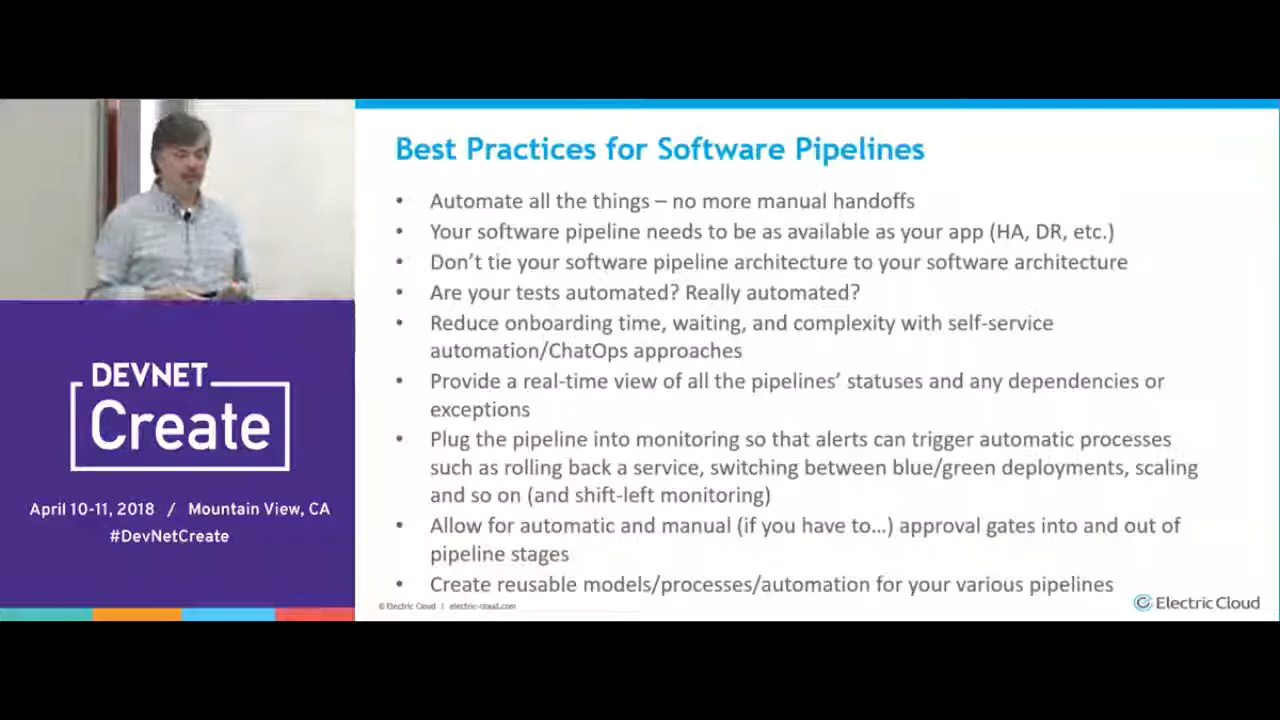 Best Practices for Software Pipelines
• Automate all the things – no more manual handoffs
• Your software pipeline needs to be as available as your app (HA, DR, etc.)
• Don't tie your software pipeline architecture to your software architecture
• Are your tests automated? Really automated?
• Reduce onboarding time, waiting, and complexity with self-service
automation/ChatOps approaches
• Provide a real-time view of all the pipelines' statuses and any dependencies or
exceptions
• Plug the pipeline into monitoring so that alerts can trigger automatic processes
such as rolling back a service, switching between blue/green deployments, scaling
and so on (and shift-left monitoring)
• Allow for automatic and manual (if you have to…) approval gates into and out of
pipeline stages
• Create reusable models/processes/automation for your various pipelines
© Electric Cloud | electric-cloud.com
Electric Cloud
DEVNET
Create
April 10-11, 2018 / Mountain View, CA
#DevNetCreate